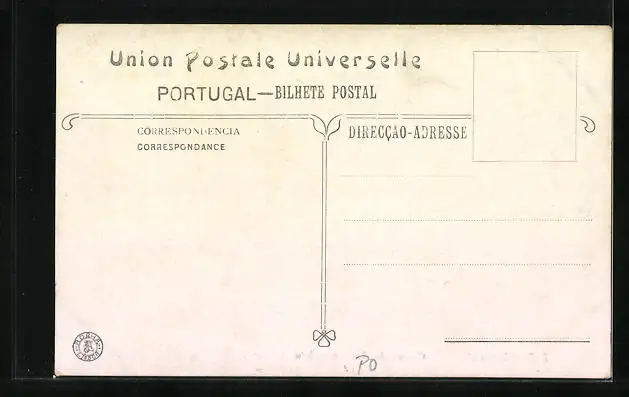 Union Postale Universelle
PORTUGAL—BILHETE POSTAL
CORRESPONDENCIA
CORRESPONDANCE
DIRECÇAO-ADRESSE
PO